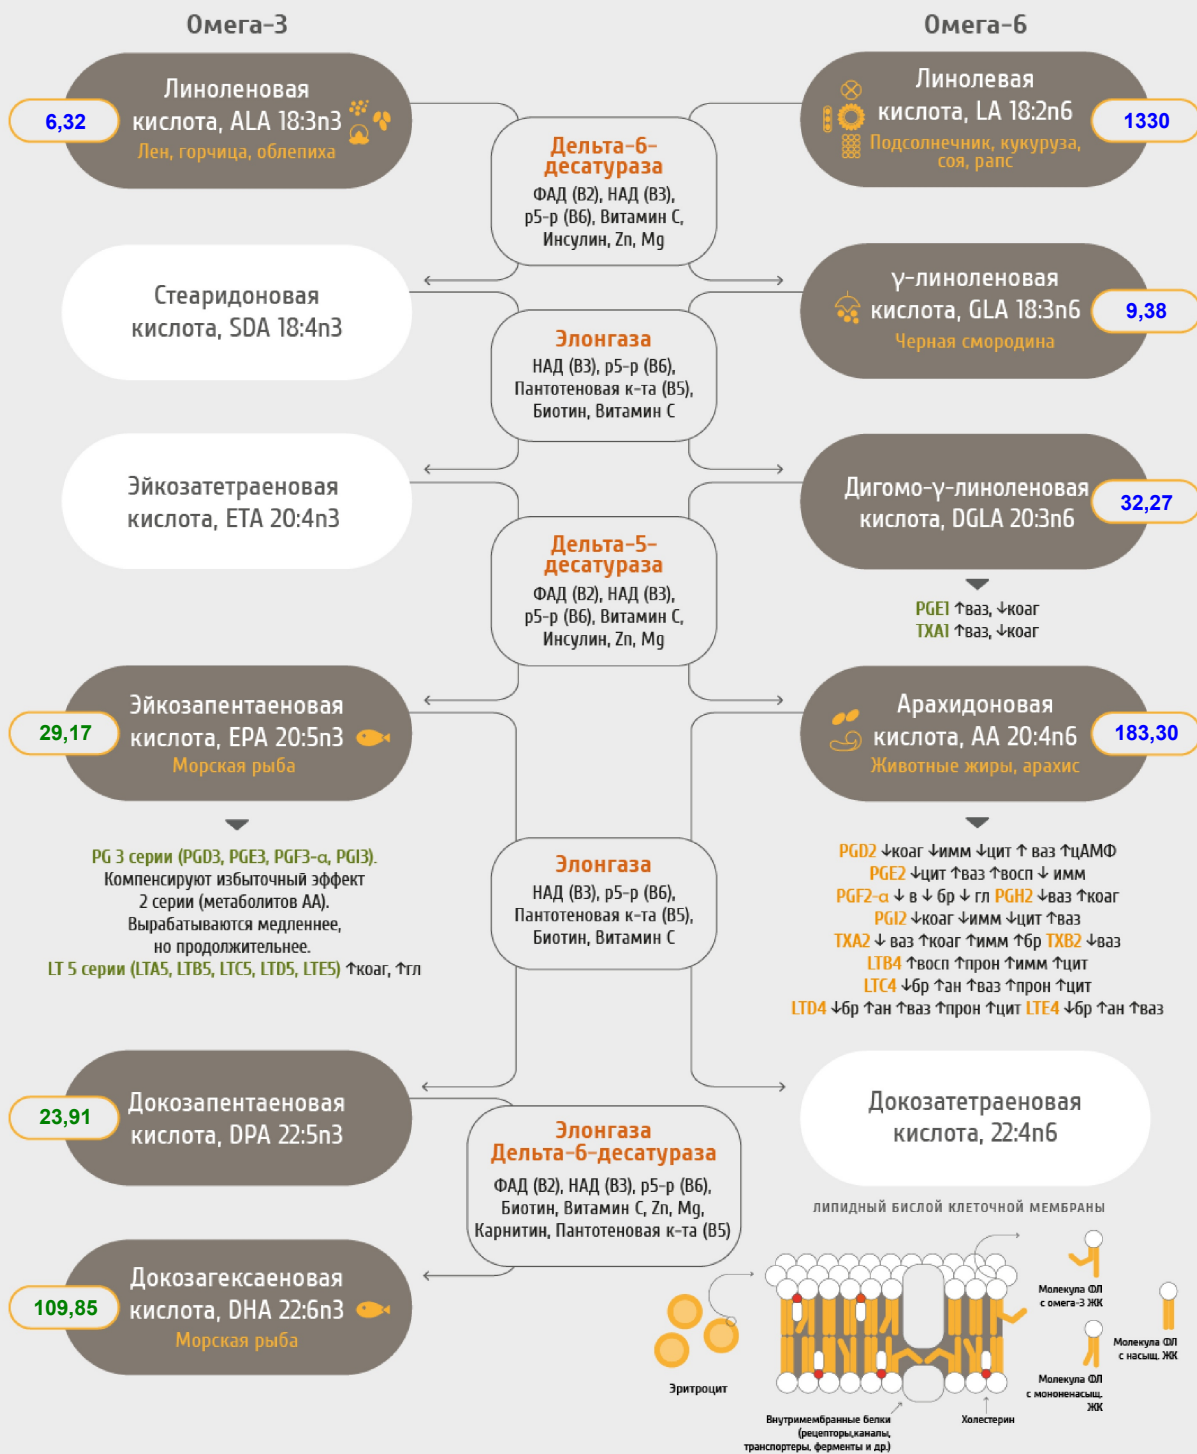 Омега-3
Омега-6
Линоленовая
кислота, ALA 18:3n3
Лен, горчица, облепиха
6,32
Дельта-6-
десатураза
ФАД (B2), НАД (B3),
р5-р (B6), Витамин С,
Инсулин, Zn, Mg
Линолевая
кислота, LA 18:2n6
Подсолнечник, кукуруза,
соя, рапс
1330
Стеаридоновая
кислота, SDA 18:4n3
Элонгаза
НАД (B3), р5-р (B6),
Пантотеновая к-та (B5),
Биотин, Витамин С
γ-линоленовая
кислота, GLA 18:3n6
Черная смородина
9,38
Эйкозатетраеновая
кислота, ETA 20:4n3
Дельта-5-
десатураза
ФАД (B2), НАД (B3),
р5-р (B6), Витамин С,
Инсулин, Zn, Mg
Дигомо-γ-линоленовая
кислота, DGLA 20:3n6
32,27
PGE1 ↑ваз, ↓коаг
TXA1 ↑ваз, ↓коаг
Эйкозапентаеновая
кислота, EPA 20:5n3
Морская рыба
29,17
Арахидоновая
кислота, AA 20:4n6
Животные жиры, арахис
183,30
PG 3 серии (PGD3, PGE3, PGF3-α, PGI3).
Компенсируют избыточный эффект
2 серии (метаболитов АА).
Вырабатываются медленнее,
но продолжительнее.
LT 5 серии (LTA5, LTB5, LTC5, LTD5, LTE5) ↑коаг, ↑гл
Элонгаза
НАД (B3), р5-р (B6),
Пантотеновая к-та (B5),
Биотин, Витамин С
PGD2 ↓коаг ↓имм ↓цит ↑ ваз ↑цАМФ
PGE2 ↓цит ↑ваз ↑восп ↓ имм
PGF2-α ↓ в ↓ бр ↓ гл PGH2 ↓ваз ↑коаг
PGI2 ↓коаг ↓имм ↓цит ↑ваз
TXA2 ↓ ваз ↑коаг ↑имм ↑бр TXB2 ↓ваз
LTB4 ↑восп ↑прон ↑имм ↑цит
LTC4 ↓бр ↑ан ↑ваз ↑прон ↑цит
LTD4 ↓бр ↑ан ↑ваз ↑прон ↑цит LTE4 ↓бр ↑ан ↑ваз
Докозапентаеновая
кислота, DPA 22:5n3
23,91
Элонгаза
Дельта-6-десатураза
ФАД (B2), НАД (B3), р5-р (B6),
Биотин, Витамин С, Zn, Mg,
Карнитин, Пантотеновая к-та (B5)
Докозатетраеновая
кислота, 22:4n6
Докозагексаеновая
кислота, DHA 22:6n3
Морская рыба
109,85
ЛИПИДНЫЙ БИСЛОЙ КЛЕТОЧНОЙ МЕМБРАНЫ
Молекула ФЛ
с омега-3 ЖК
Молекула ФЛ
с насыщ. ЖК
Молекула ФЛ
с мононенасыщ.
ЖК
Эритроцит
Внутримембранные белки
(рецепторы,каналы,
транспортеры, ферменты и др.)
Холестерин